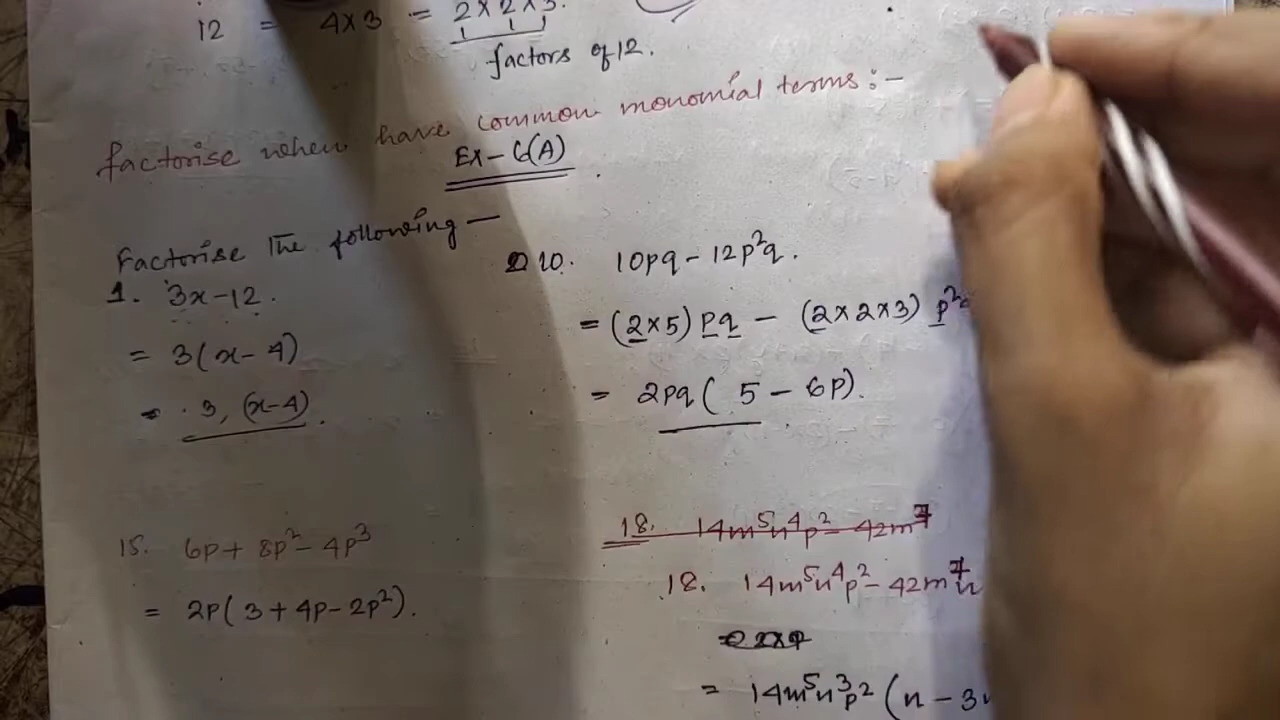 12 = 4×3 = 2×2×3.
factors of 12.
factorise when have common monomial terms :-
Ex - 6(A)
Factorise the following —
1. 3x-12.
= 3(x-4)
= 3, (x-4).
10. 10pq - 12p²q.
= (2×5) pq - (2×2×3) p²
= 2pq ( 5 - 6p).
15. 6p + 8p² - 4p³
= 2p( 3 + 4p - 2p²).
18. 14m⁵n⁴p² - 42m⁷
18. 14m⁵n⁴p² - 42m⁷n
= 14m⁵n³p² (n - 3